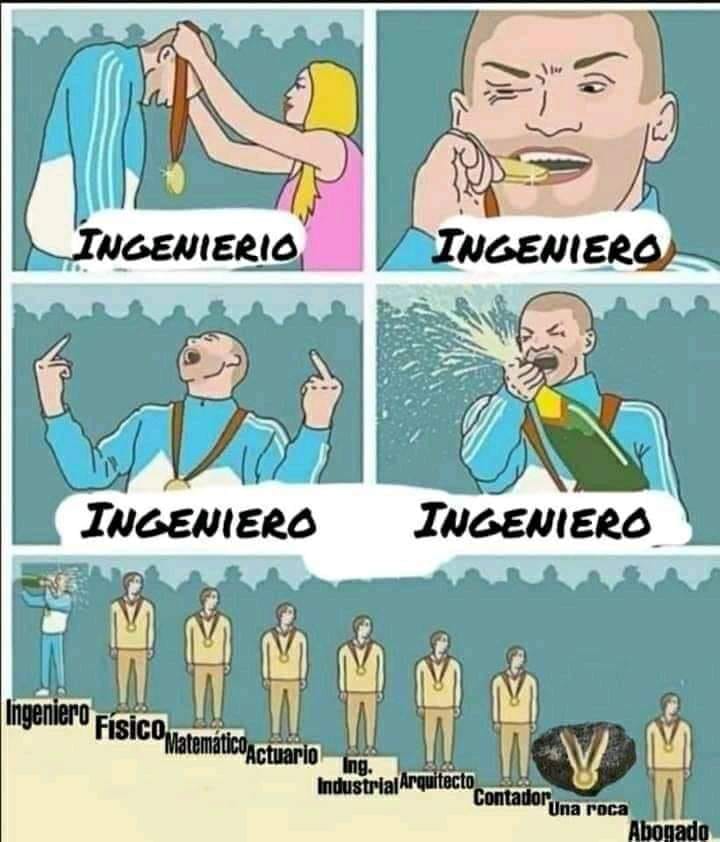 INGENIERIO
INGENIERO
INGENIERO
INGENIERO
Ingeniero
Físico
Matemático
Actuario
Ing.
Industrial
Arquitecto
Contador
Una roca
Abogado